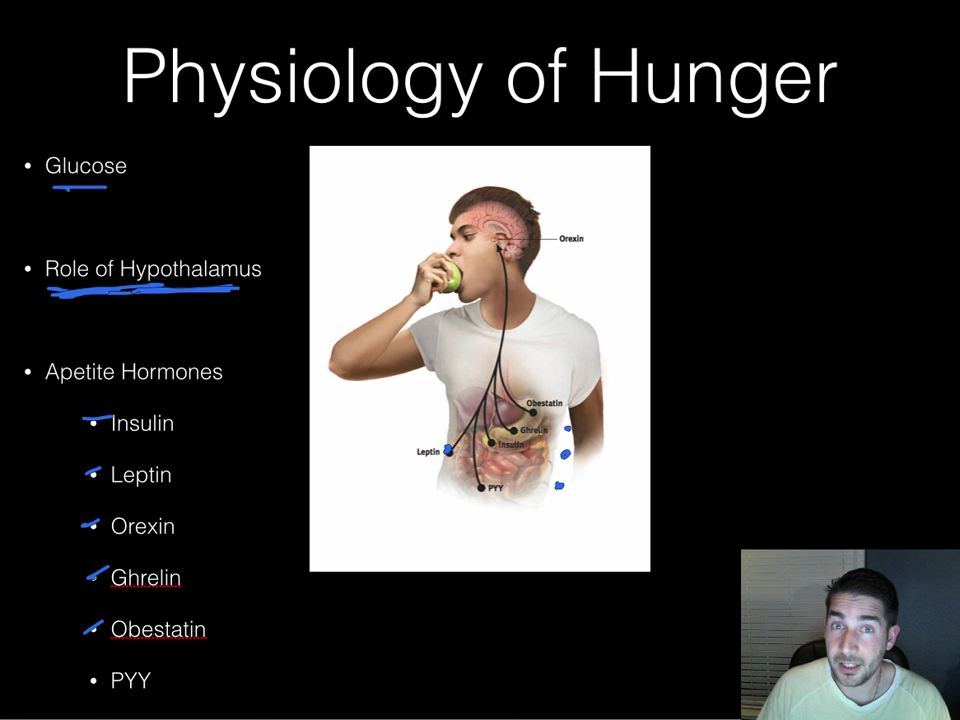 Physiology of Hunger
• Glucose
• Role of Hypothalamus
• Apetite Hormones
• Insulin
• Leptin
• Orexin
• Ghrelin
• Obestatin
• PYY
Orexin
Obestatin
Ghrelin
Insulin
Leptin
PYY